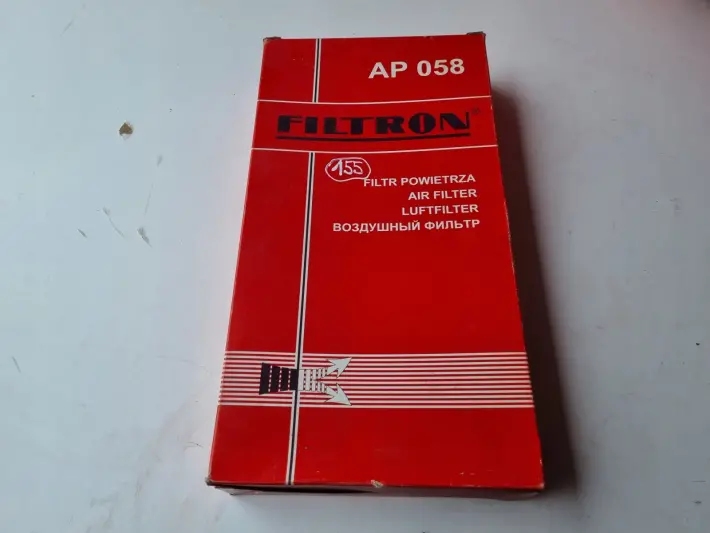 AP 058
FILTRON®
155
FILTR POWIETRZA
AIR FILTER
LUFTFILTER
ВОЗДУШНЫЙ ФИЛЬТР